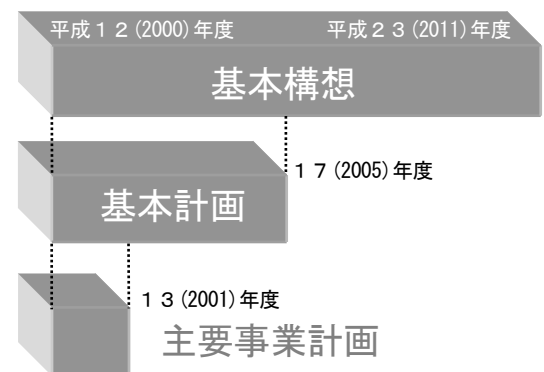 平成１２(2000)年度　平成２３(2011)年度
基本構想
１７(2005)年度
基本計画
１３(2001)年度
主要事業計画